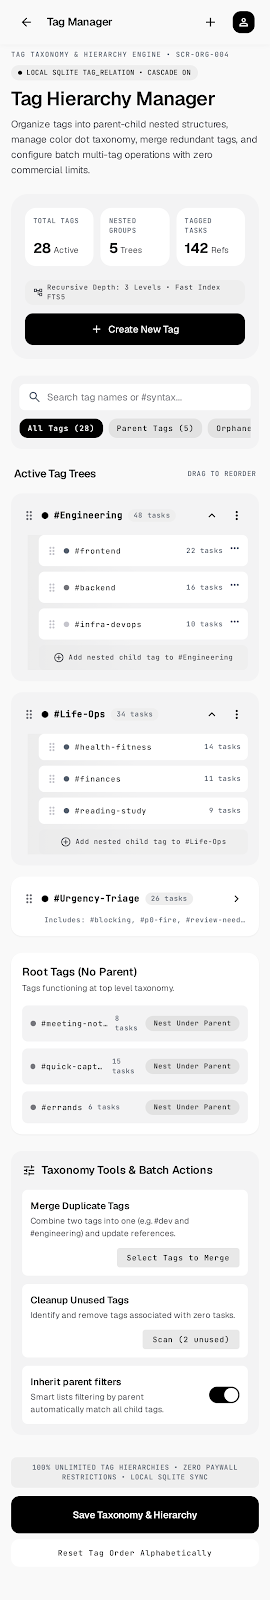 Tag Manager
TAG TAXONOMY & HIERARCHY ENGINE • SCR-ORG-004
LOCAL SQLITE TAG_RELATION • CASCADE ON
Tag Hierarchy Manager
Organize tags into parent-child nested structures,
manage color dot taxonomy, merge redundant tags, and
configure batch multi-tag operations with zero
commercial limits.
TOTAL TAGS
28 Active
NESTED
GROUPS
5 Trees
TAGGED
TASKS
142 Refs
Recursive Depth: 3 Levels • Fast Index
FTS5
Create New Tag
Search tag names or #syntax...
All Tags (28)
Parent Tags (5)
Orphane
Active Tag Trees
DRAG TO REORDER
#Engineering 48 tasks
#frontend 22 tasks
#backend 16 tasks
#infra-devops 10 tasks
Add nested child tag to #Engineering
#Life-Ops 34 tasks
#health-fitness 14 tasks
#finances 11 tasks
#reading-study 9 tasks
Add nested child tag to #Life-Ops
#Urgency-Triage 26 tasks
Includes: #blocking, #p0-fire, #review-need…
Root Tags (No Parent)
Tags functioning at top level taxonomy.
#meeting-not… 8
tasks
Nest Under Parent
#quick-capt… 15
tasks
Nest Under Parent
#errands 6 tasks
Nest Under Parent
Taxonomy Tools & Batch Actions
Merge Duplicate Tags
Combine two tags into one (e.g. #dev and
#engineering) and update references.
Select Tags to Merge
Cleanup Unused Tags
Identify and remove tags associated with zero tasks.
Scan (2 unused)
Inherit parent filters
Smart lists filtering by parent
automatically match all child tags.
100% UNLIMITED TAG HIERARCHIES • ZERO PAYWALL
RESTRICTIONS • LOCAL SQLITE SYNC
Save Taxonomy & Hierarchy
Reset Tag Order Alphabetically